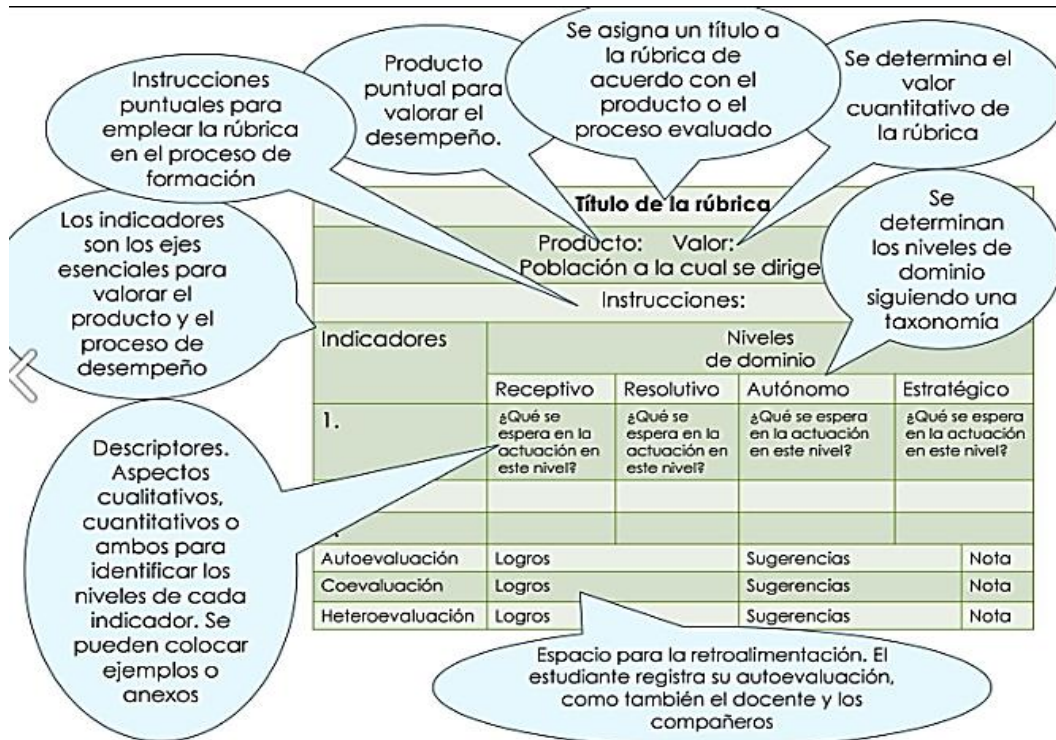 Instrucciones
puntuales para
emplear la rúbrica
en el proceso de
formación
Producto
puntual para
valorar el
desempeño.
Se asigna un título a
la rúbrica de
acuerdo con el
producto o el
proceso evaluado
Se determina el
valor
cuantitativo de
la rúbrica
Los indicadores
son los ejes
esenciales para
valorar el
producto y el
proceso de
desempeño
Se
determinan
los niveles de
dominio
siguiendo una
taxonomía
Título de la rúbrica
Producto: Valor:
Población a la cual se dirige
Instrucciones:
Indicadores
Niveles
de dominio
Receptivo Resolutivo Autónomo Estratégico
1.
¿Qué se
espera en la
actuación en
este nivel?
¿Qué se
espera en la
actuación en
este nivel?
¿Qué se espera
en la actuación
en este nivel?
¿Qué se espera
en la actuación
en este nivel?
Descriptores.
Aspectos
cualitativos,
cuantitativos o
ambos para
identificar los
niveles de cada
indicador. Se
pueden colocar
ejemplos o
anexos
Autoevaluación Logros Sugerencias Nota
Coevaluación Logros Sugerencias Nota
Heteroevaluación Logros Sugerencias Nota
Espacio para la retroalimentación. El
estudiante registra su autoevaluación,
como también el docente y los
compañeros